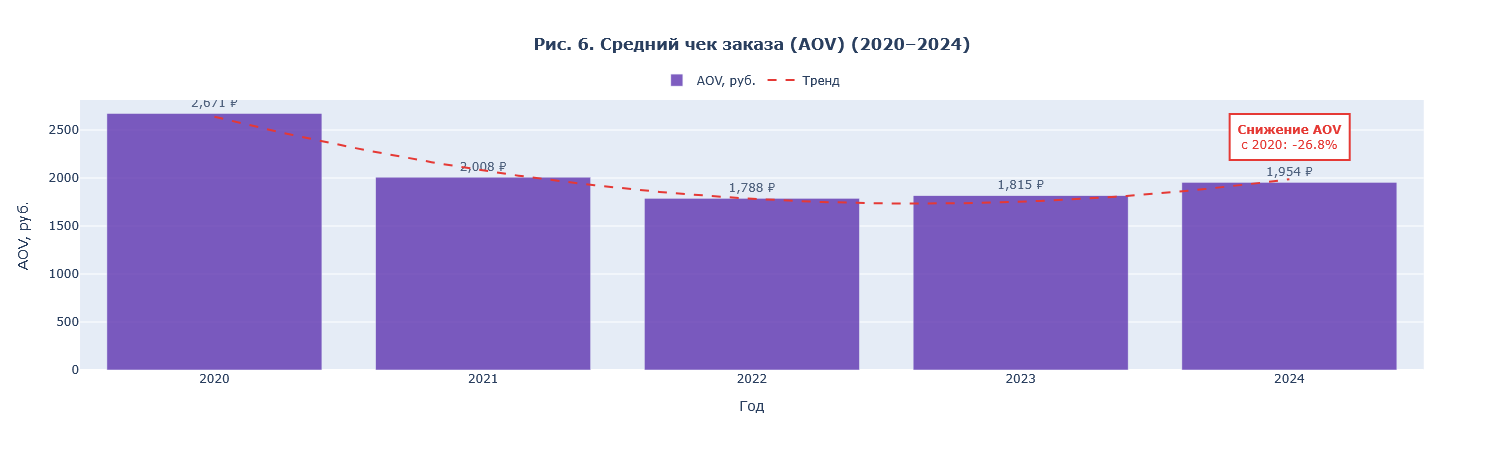 Рис. 6. Средний чек заказа (AOV) (2020–2024)
AOV, руб.
Тренд
2,671 ₽
2,008 ₽
1,788 ₽
1,815 ₽
1,954 ₽
Снижение AOV
с 2020: -26.8%
AOV, руб.
2500
2000
1500
1000
500
0
2020
2021
2022
2023
2024
Год